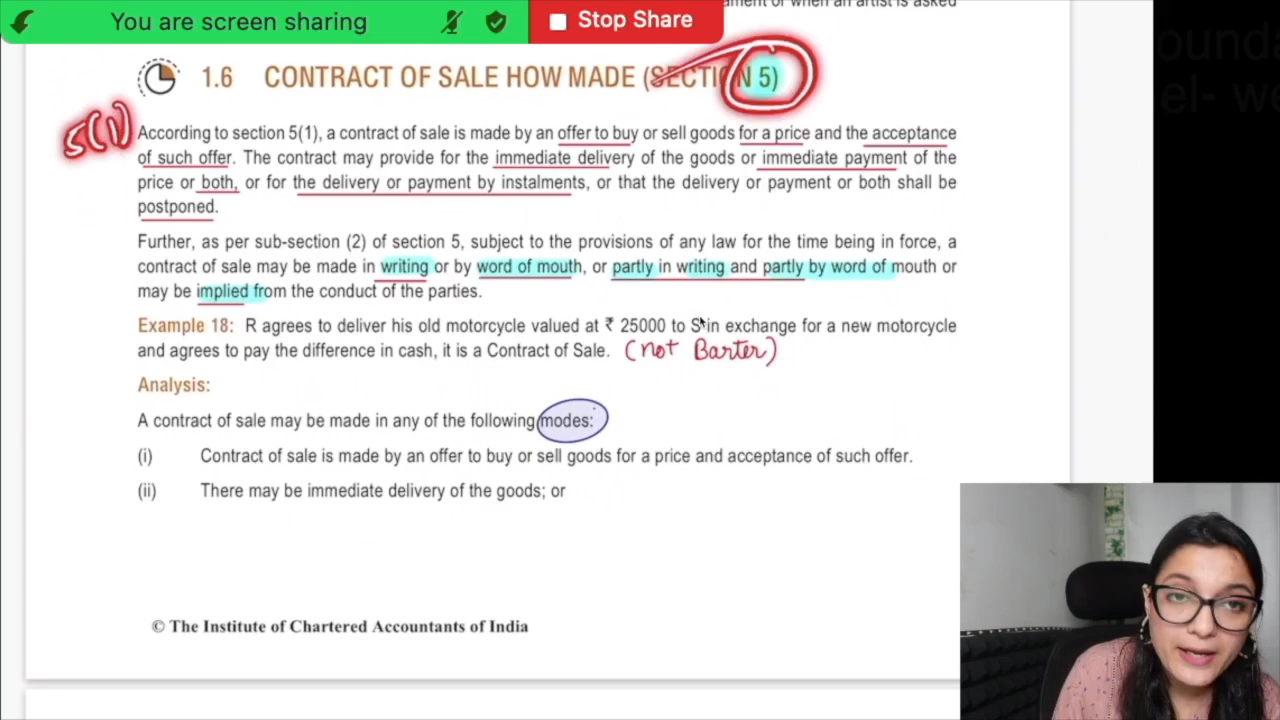 You are screen sharing
Stop Share
ament or when an artist is asked
1.6 CONTRACT OF SALE HOW MADE (SECTION 5)
5(1)
According to section 5(1), a contract of sale is made by an offer to buy or sell goods for a price and the acceptance
of such offer. The contract may provide for the immediate delivery of the goods or immediate payment of the
price or both, or for the delivery or payment by instalments, or that the delivery or payment or both shall be
postponed.
Further, as per sub-section (2) of section 5, subject to the provisions of any law for the time being in force, a
contract of sale may be made in writing or by word of mouth, or partly in writing and partly by word of mouth or
may be implied from the conduct of the parties.
Example 18: R agrees to deliver his old motorcycle valued at ₹ 25000 to S in exchange for a new motorcycle
and agrees to pay the difference in cash, it is a Contract of Sale. (not Barter)
Analysis:
A contract of sale may be made in any of the following modes:
(i) Contract of sale is made by an offer to buy or sell goods for a price and acceptance of such offer.
(ii) There may be immediate delivery of the goods; or
© The Institute of Chartered Accountants of India